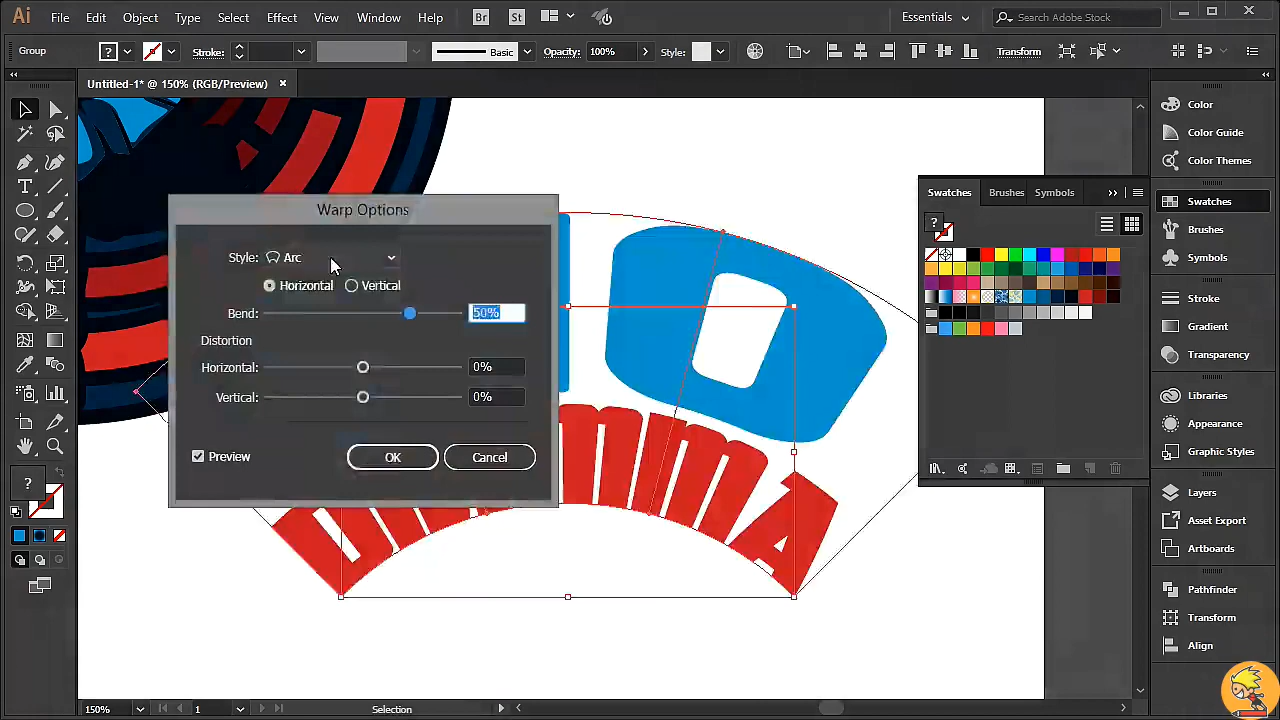 Ai File Edit Object Type Select Effect View Window Help Br St Essentials Search Adobe Stock
Group ? Stroke: Basic Opacity: 100% Style: Transform
Untitled-1* @ 150% (RGB/Preview)
Warp Options
Style: Arc
Horizontal Vertical
Bend: 50%
Distortion
Horizontal: 0%
Vertical: 0%
Preview OK Cancel
Swatches Brushes Symbols
?
Color
Color Guide
Color Themes
Swatches
Brushes
Symbols
Stroke
Gradient
Transparency
Libraries
Appearance
Graphic Styles
Layers
Asset Export
Artboards
Pathfinder
Transform
Align
?
150% 1 Selection